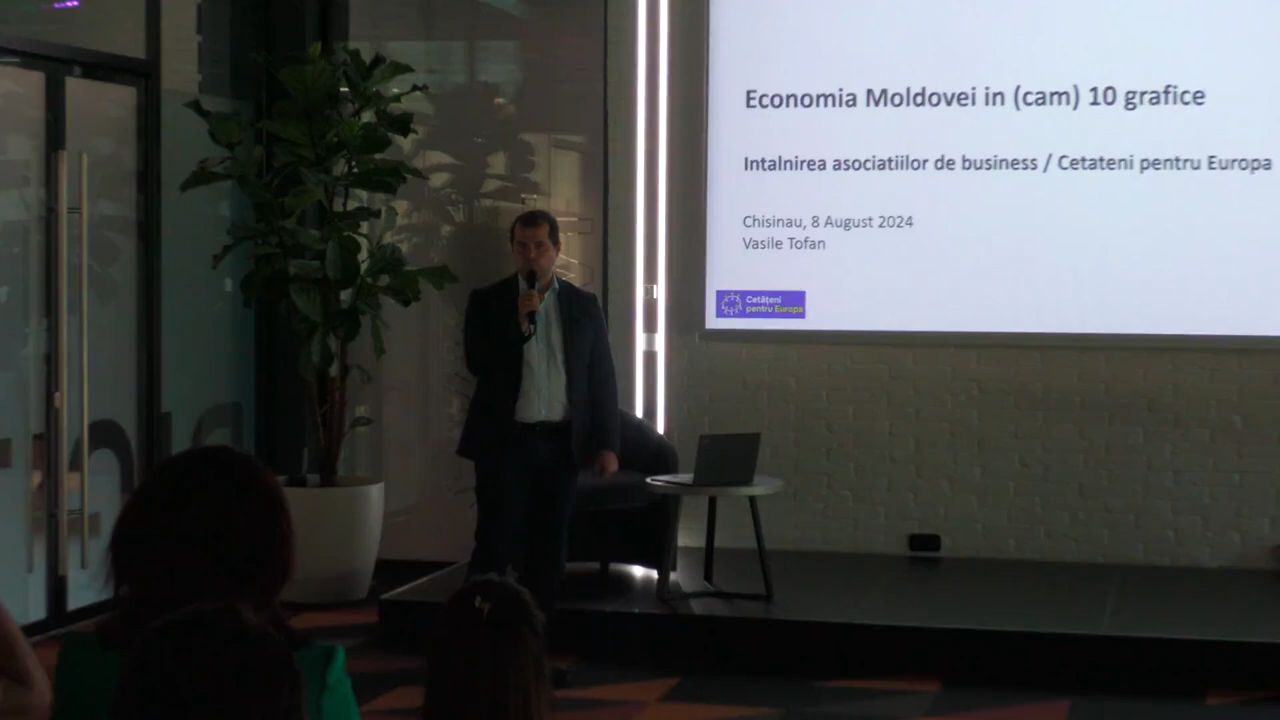 Economia Moldovei in (cam) 10 grafice
Intalnirea asociatiilor de business / Cetateni pentru Europa
Chisinau, 8 August 2024
Vasile Tofan
Cetățeni
pentru Europa